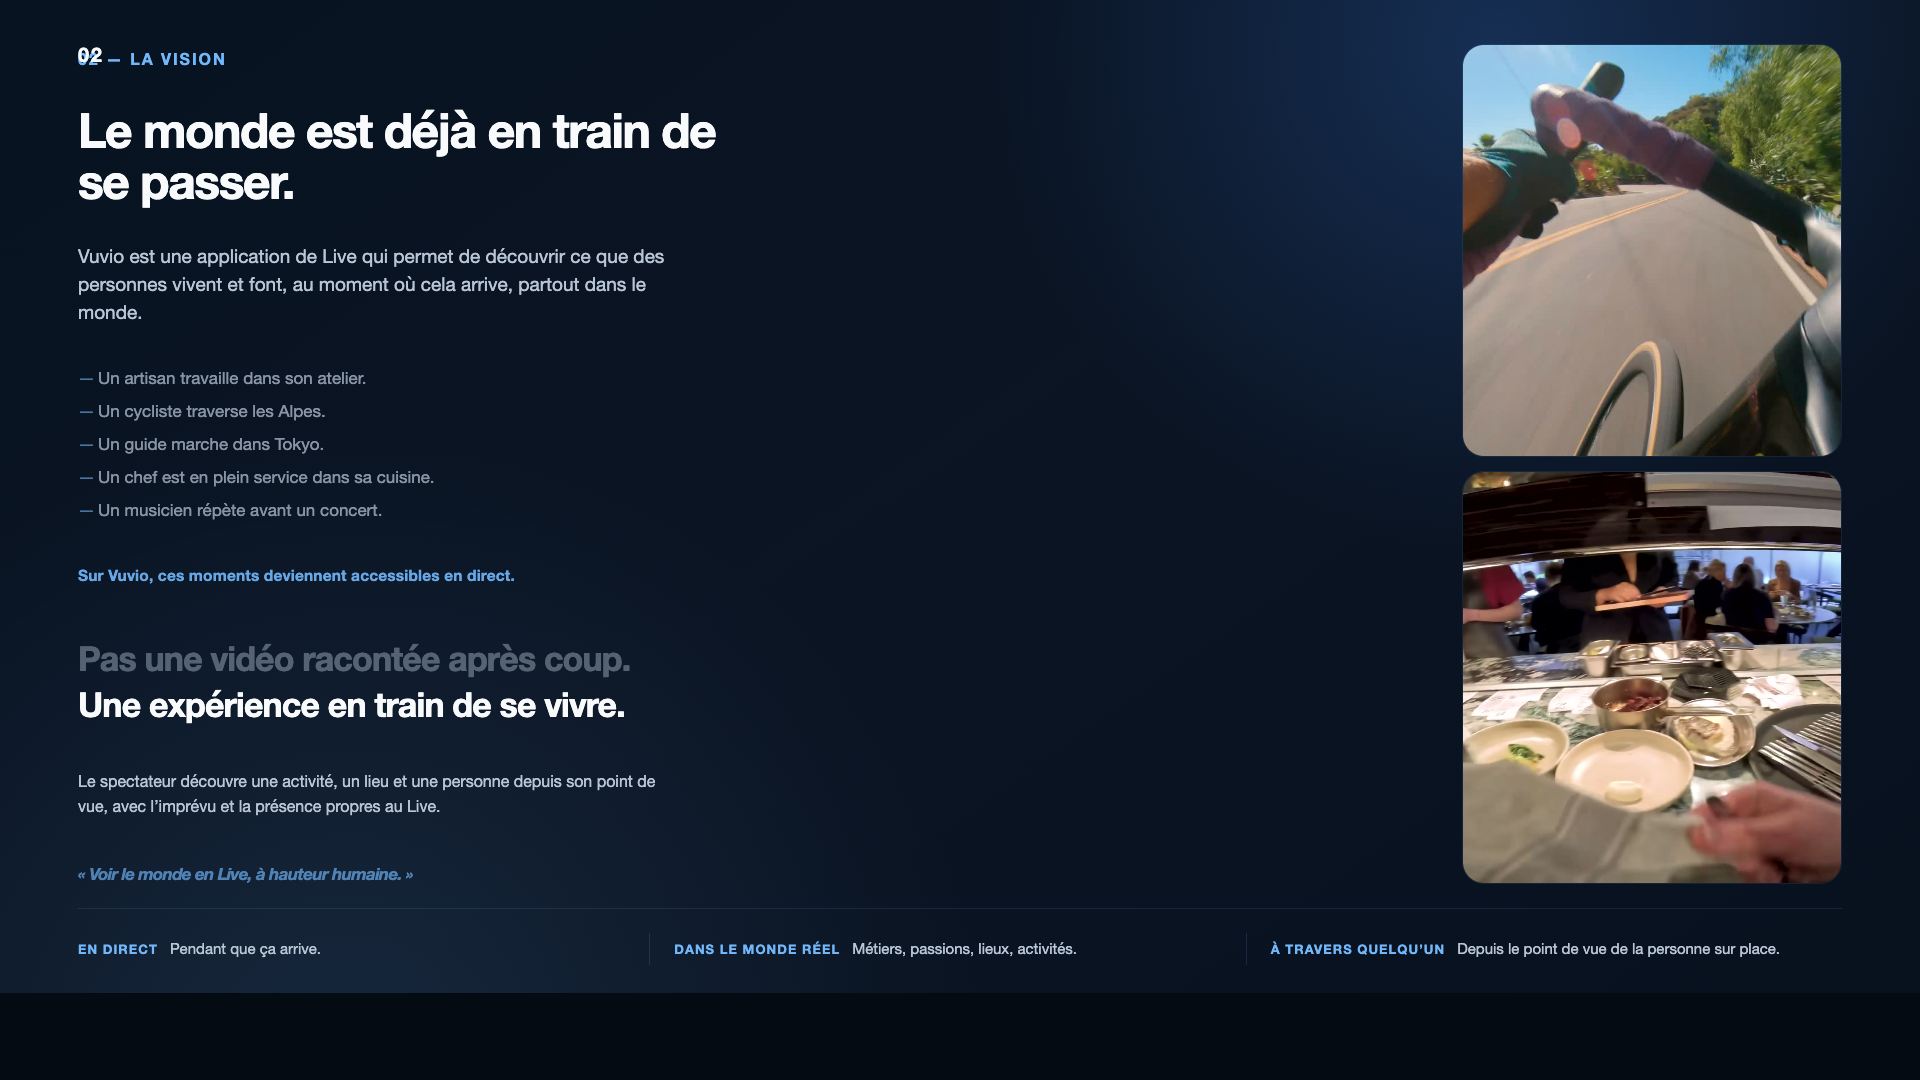 02 — LA VISION
Le monde est déjà en train de
se passer.
Vuvio est une application de Live qui permet de découvrir ce que des
personnes vivent et font, au moment où cela arrive, partout dans le
monde.
— Un artisan travaille dans son atelier.
— Un cycliste traverse les Alpes.
— Un guide marche dans Tokyo.
— Un chef est en plein service dans sa cuisine.
— Un musicien répète avant un concert.
Sur Vuvio, ces moments deviennent accessibles en direct.
Pas une vidéo racontée après coup.
Une expérience en train de se vivre.
Le spectateur découvre une activité, un lieu et une personne depuis son point de
vue, avec l’imprévu et la présence propres au Live.
« Voir le monde en Live, à hauteur humaine. »
EN DIRECT Pendant que ça arrive.
DANS LE MONDE RÉEL Métiers, passions, lieux, activités.
À TRAVERS QUELQU’UN Depuis le point de vue de la personne sur place.